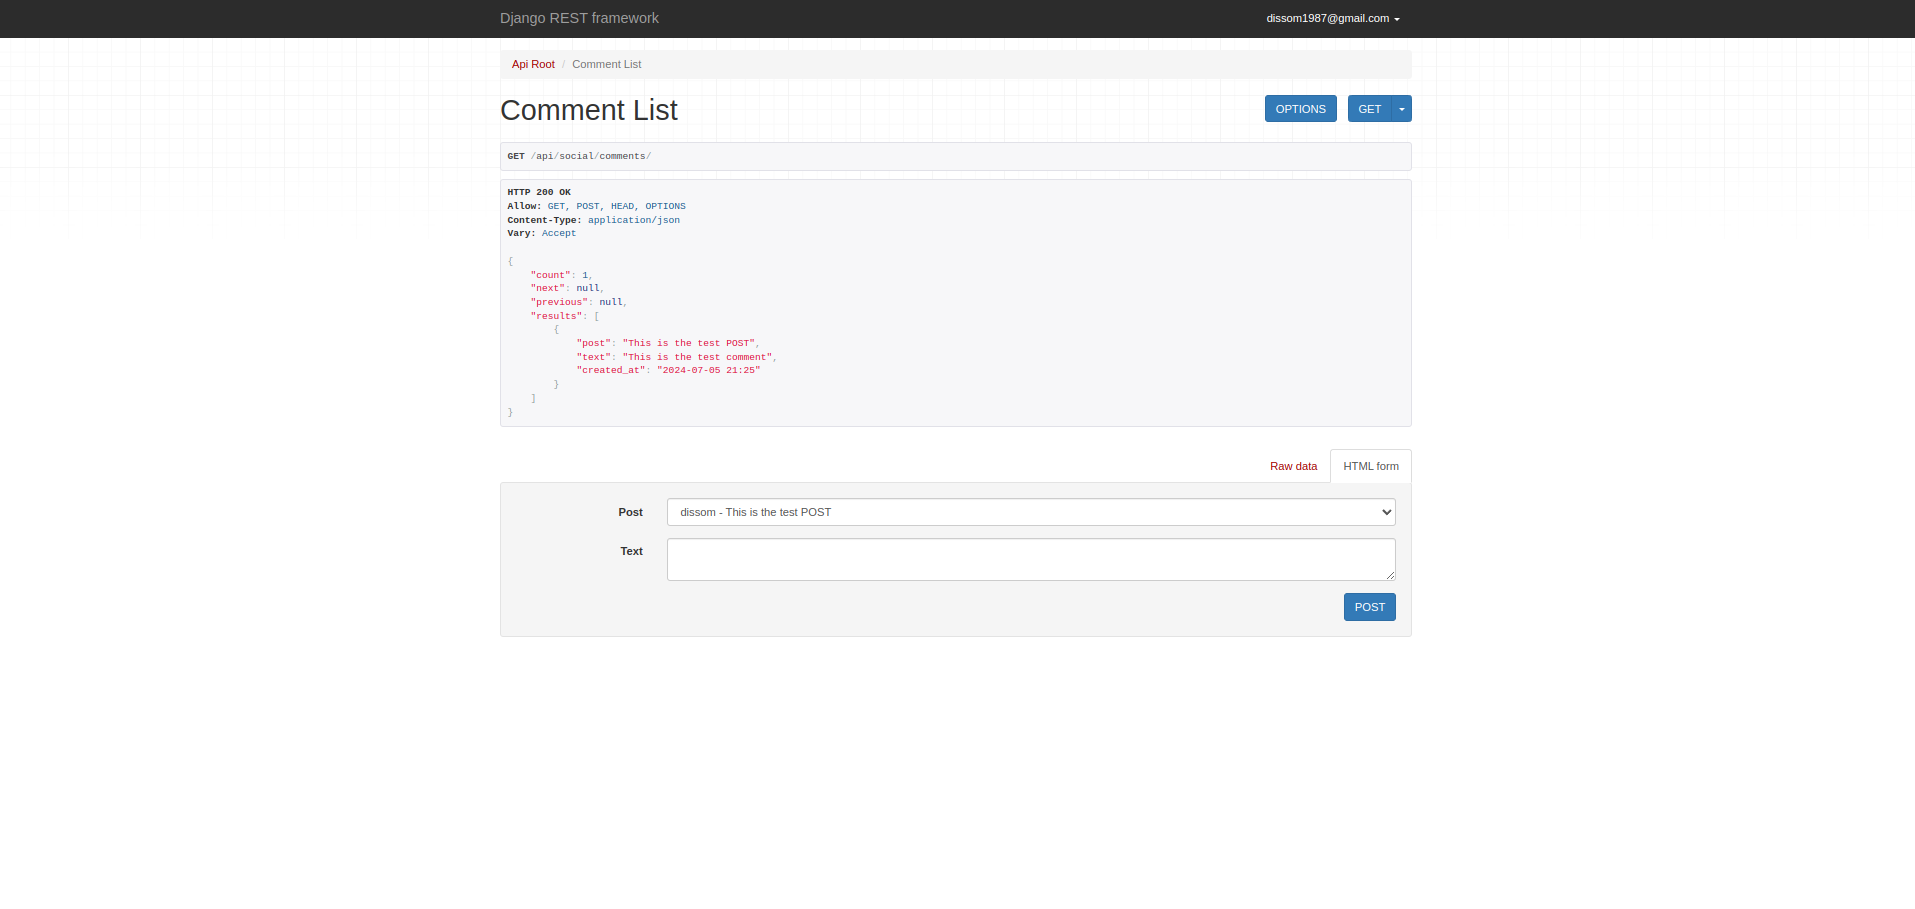 Django REST framework
dissom1987@gmail.com
Api Root / Comment List
Comment List
OPTIONS
GET
GET /api/social/comments/
HTTP 200 OK
Allow: GET, POST, HEAD, OPTIONS
Content-Type: application/json
Vary: Accept
{
    "count": 1,
    "next": null,
    "previous": null,
    "results": [
        {
            "post": "This is the test POST",
            "text": "This is the test comment",
            "created_at": "2024-07-05 21:25"
        }
    ]
}
Raw data
HTML form
Post
dissom - This is the test POST
Text
POST